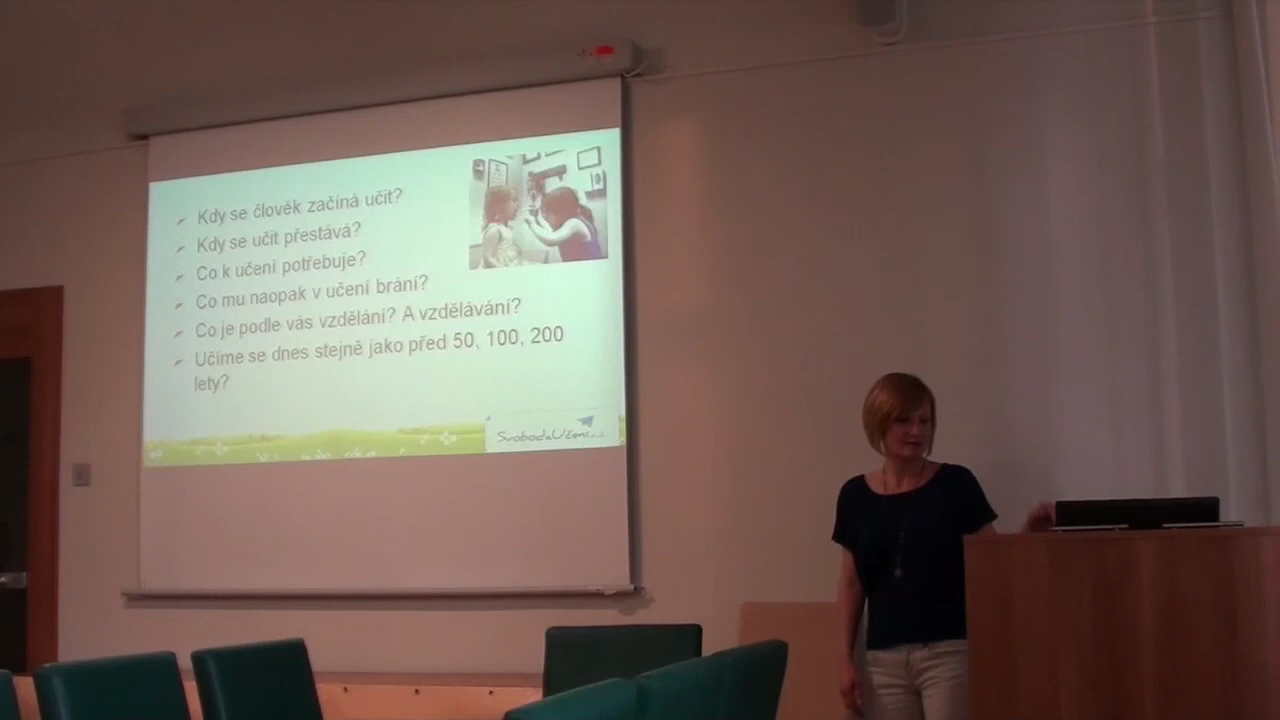 Kdy se člověk začíná učit?
Kdy se učit přestává?
Co k učení potřebuje?
Co mu naopak v učení brání?
Co je podle vás vzdělání? A vzdělávání?
Učíme se dnes stejně jako před 50, 100, 200
lety?
SvobodaUčení.cz